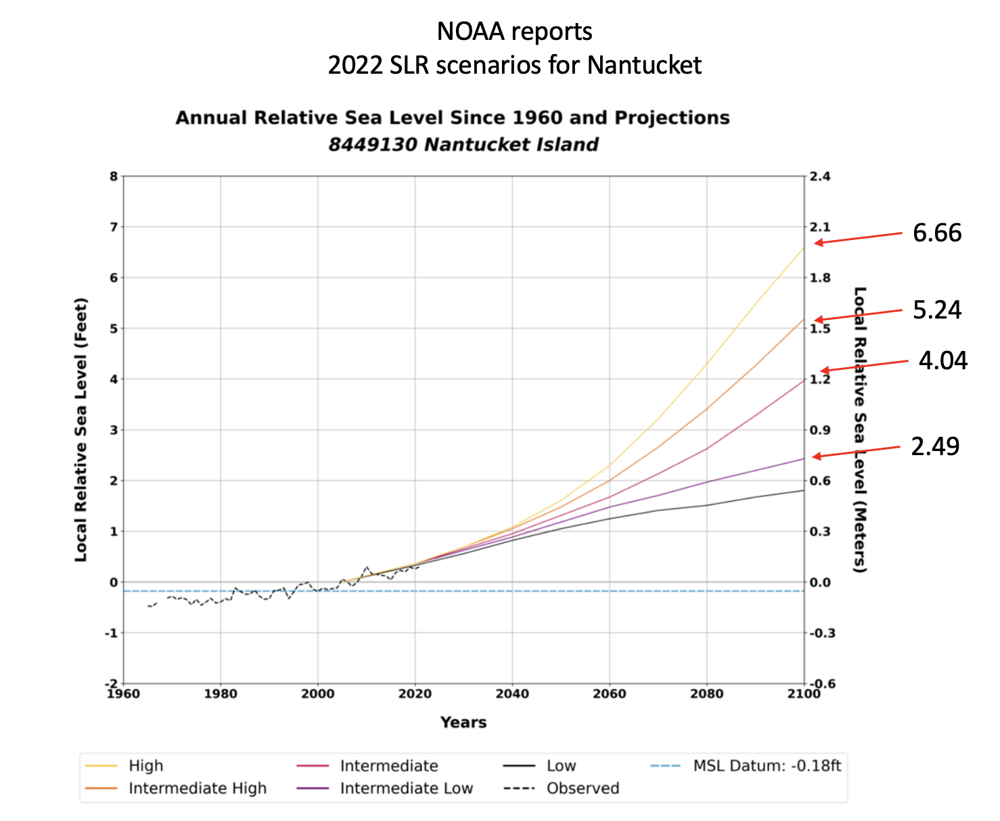 NOAA reports
2022 SLR scenarios for Nantucket
Annual Relative Sea Level Since 1960 and Projections
8449130 Nantucket Island
Local Relative Sea Level (Feet)
8
7
6
5
4
3
2
1
0
-1
-2
2.4
2.1
1.8
1.5
1.2
0.9
0.6
0.3
0.0
-0.3
-0.6
Local Relative Sea Level (Meters)
6.66
5.24
4.04
2.49
1960 1980 2000 2020 2040 2060 2080 2100
Years
High Intermediate Low MSL Datum: -0.18ft
Intermediate High Intermediate Low Observed